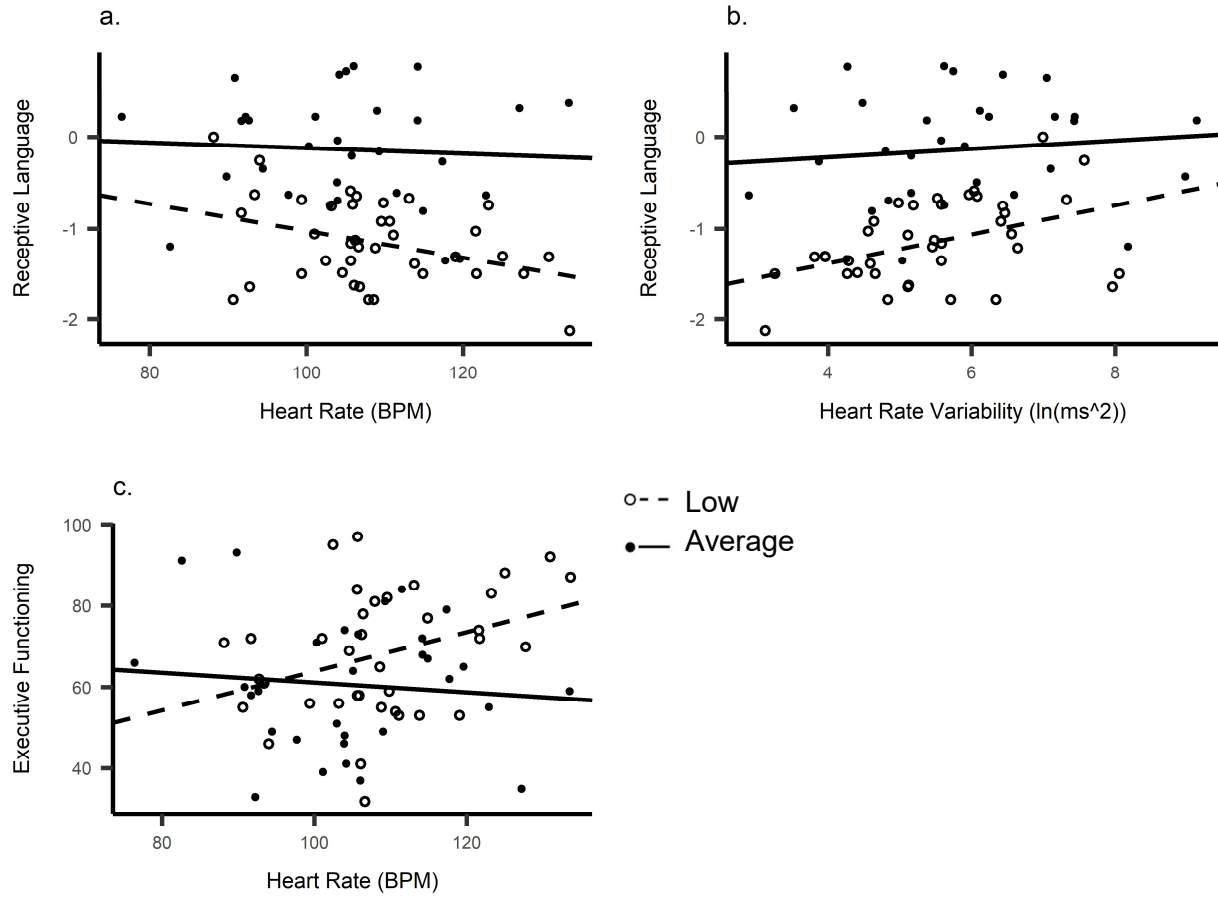 a.
Receptive Language
0
-1
-2
80 100 120
Heart Rate (BPM)
b.
Receptive Language
0
-1
-2
4 6 8
Heart Rate Variability (ln(ms^2))
c.
Executive Functioning
100
80
60
40
80 100 120
Heart Rate (BPM)
Low
Average